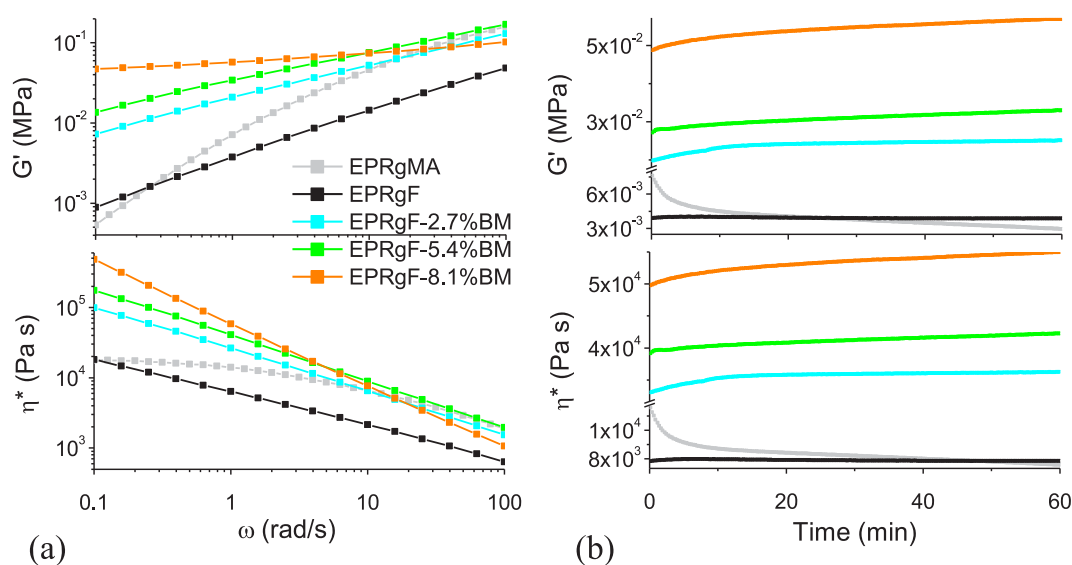 10⁻¹
10⁻²
10⁻³
G' (MPa)
EPRgMA
EPRgF
EPRgF-2.7%BM
EPRgF-5.4%BM
EPRgF-8.1%BM
10⁵
10⁴
10³
η* (Pa s)
0.1
1
10
100
ω (rad/s)
(a)
5x10⁻²
3x10⁻²
6x10⁻³
3x10⁻³
G' (MPa)
5x10⁴
4x10⁴
1x10⁴
8x10³
η* (Pa s)
0
20
40
60
Time (min)
(b)